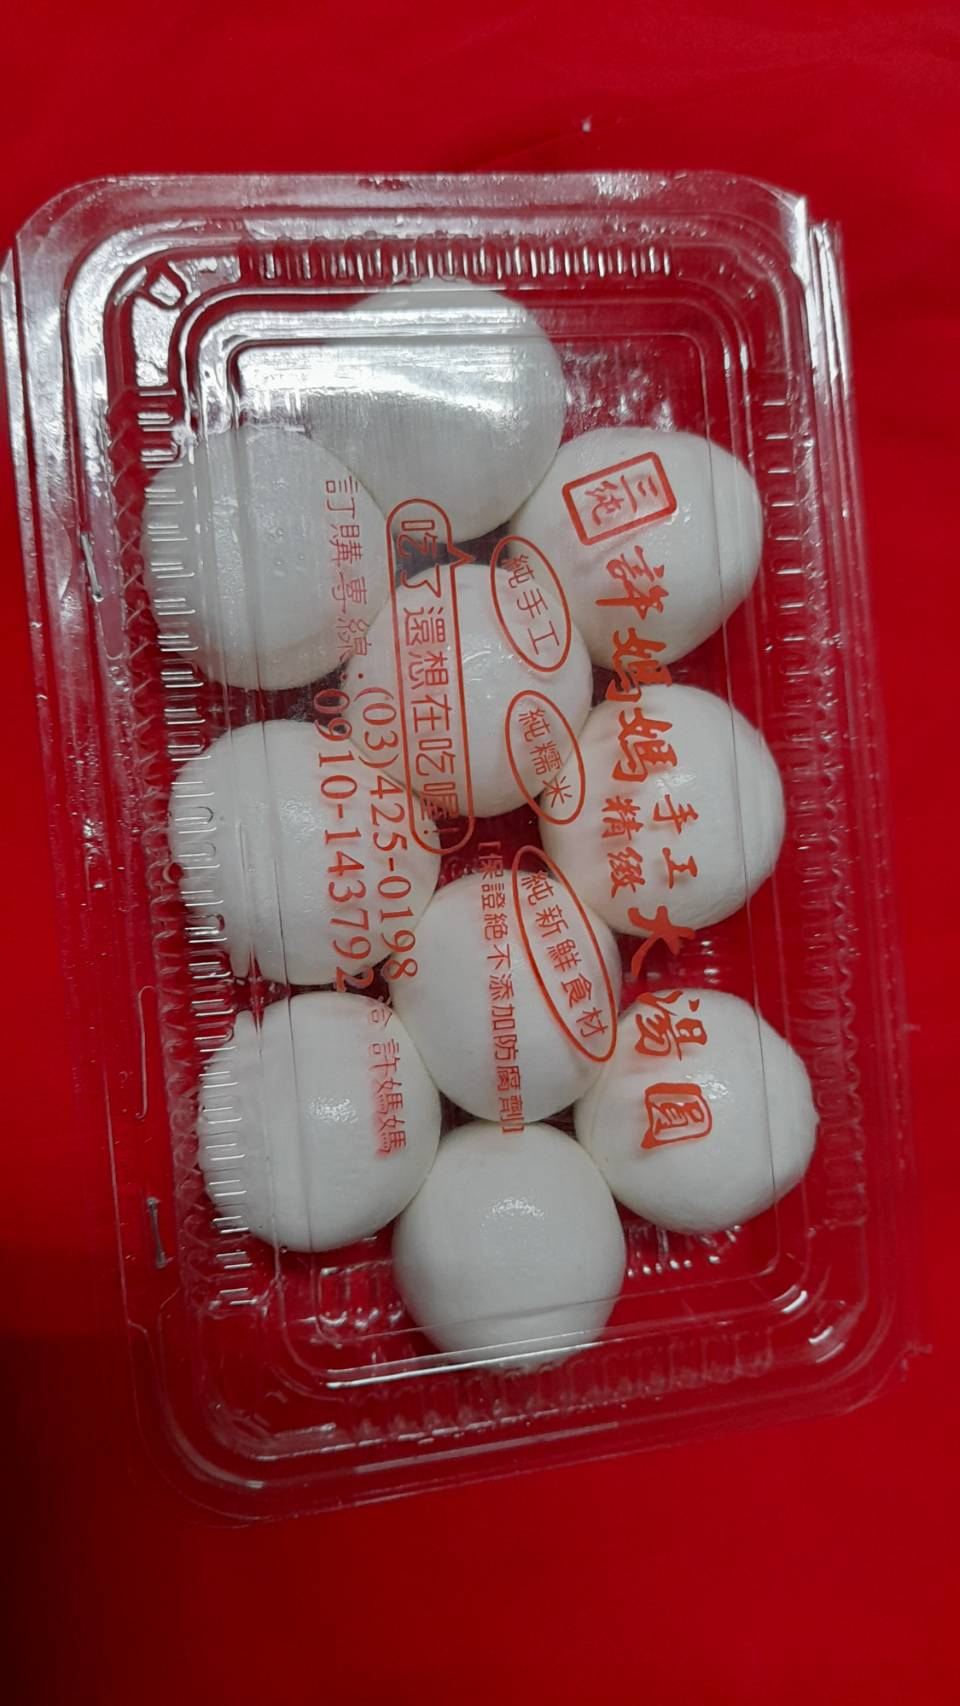 三純
許媽媽手工大湯圓
精緻
純手工 純糯米 純新鮮食材
【保證絕不添加防腐劑】
吃了還想在吃喔!
訂購專線:(03)425-0198
0910-143792 洽許媽媽